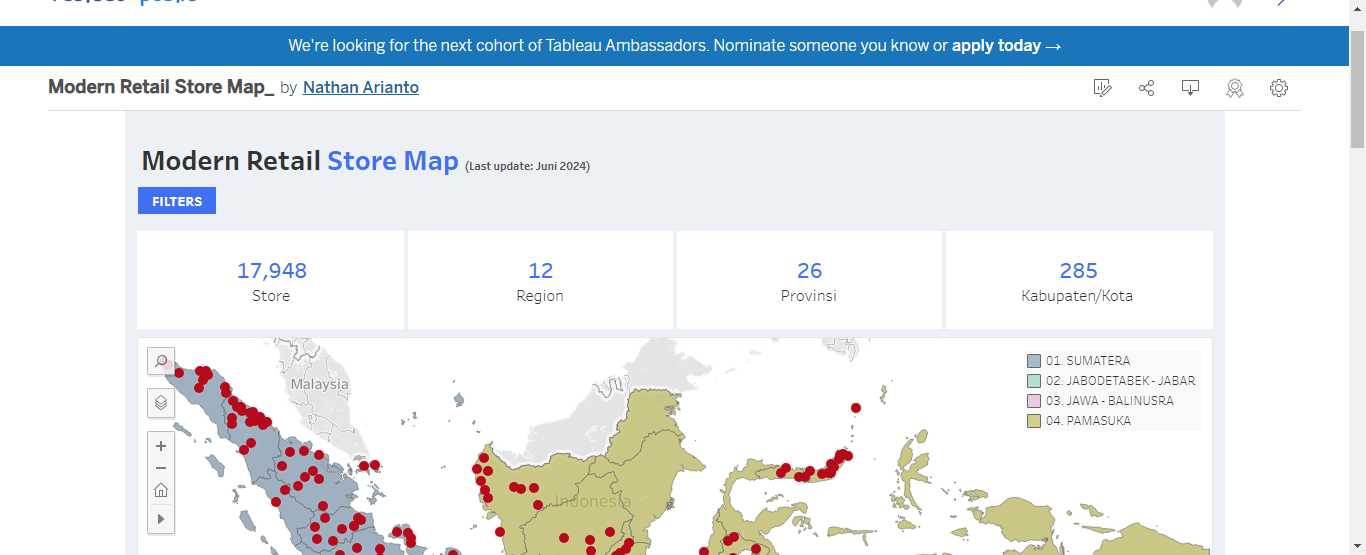 We're looking for the next cohort of Tableau Ambassadors. Nominate someone you know or apply today →
Modern Retail Store Map_ by Nathan Arianto
Modern Retail Store Map (Last update: Juni 2024)
FILTERS
17,948
Store
12
Region
26
Provinsi
285
Kabupaten/Kota
Malaysia
Indonesia
01. SUMATERA
02. JABODETABEK - JABAR
03. JAWA - BALINUSRA
04. PAMASUKA